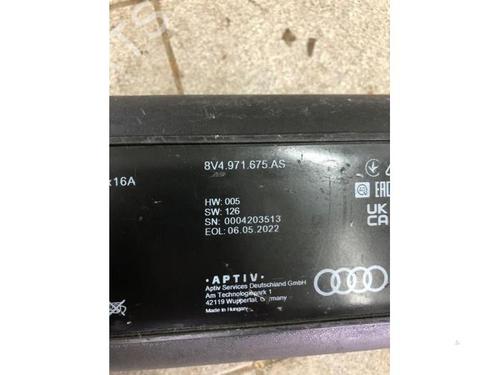 8V4.971.675.AS
x16A
HW: 005
SW: 126
SN: 0004203513
EOL: 06.05.2022
EAC
UK
CA
• A P T I V •
Aptiv Services Deutschland GmbH
Am Technologiepark 1
42119 Wuppertal, Germany
Made in Hungary